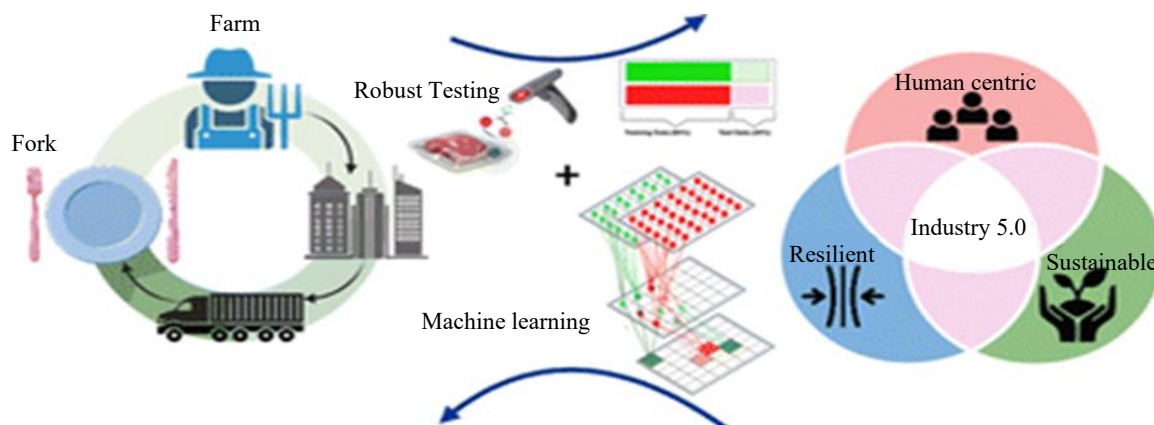 Farm
Robust Testing
Fork
Human centric
Industry 5.0
Resilient
Sustainable
Machine learning